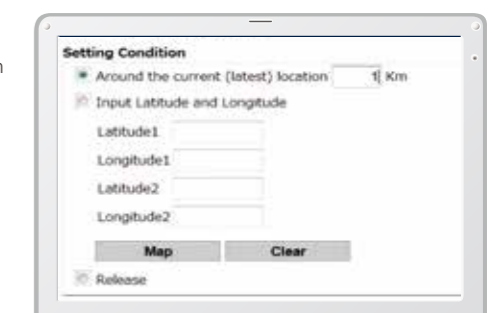 n
Setting Condition
Around the current (latest) location 1 Km
Input Latitude and Longitude
Latitude1
Longitude1
Latitude2
Longitude2
Map Clear
Release